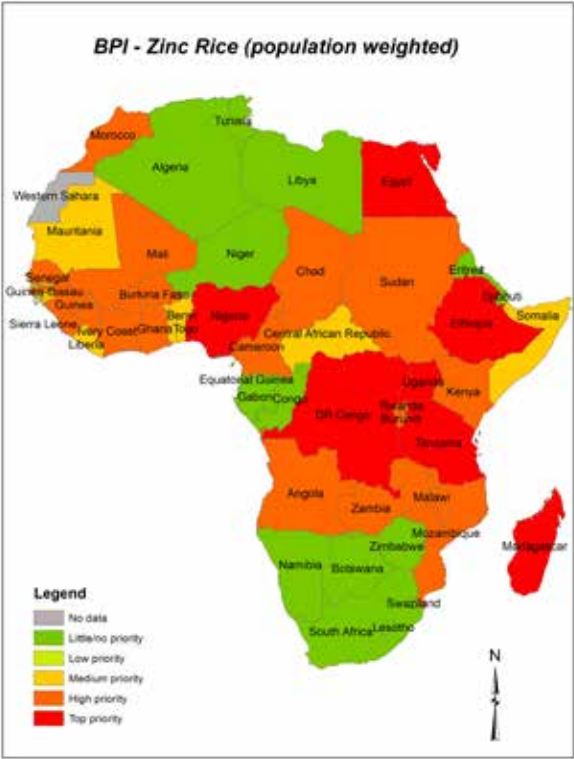 BPI - Zinc Rice (population weighted)
Tunisia
Morocco
Algeria
Libya
Egypt
Western Sahara
Mauritania
Mali
Niger
Chad
Sudan
Eritrea
Senegal
Guinea-Bissau
Guinea
Burkina Faso
Djibouti
Benin
Nigeria
Somalia
Sierra Leone
Ivory Coast
Ghana
Togo
Ethiopia
Liberia
Central African Republic
Cameroon
Equatorial Guinea
Uganda
Gabon
Congo
Kenya
DR Congo
Rwanda
Burundi
Tanzania
Angola
Malawi
Zambia
Mozambique
Zimbabwe
Madagascar
Namibia
Botswana
Swaziland
South Africa
Lesotho
Legend
No data
Little/no priority
Low priority
Medium priority
High priority
Top priority
N